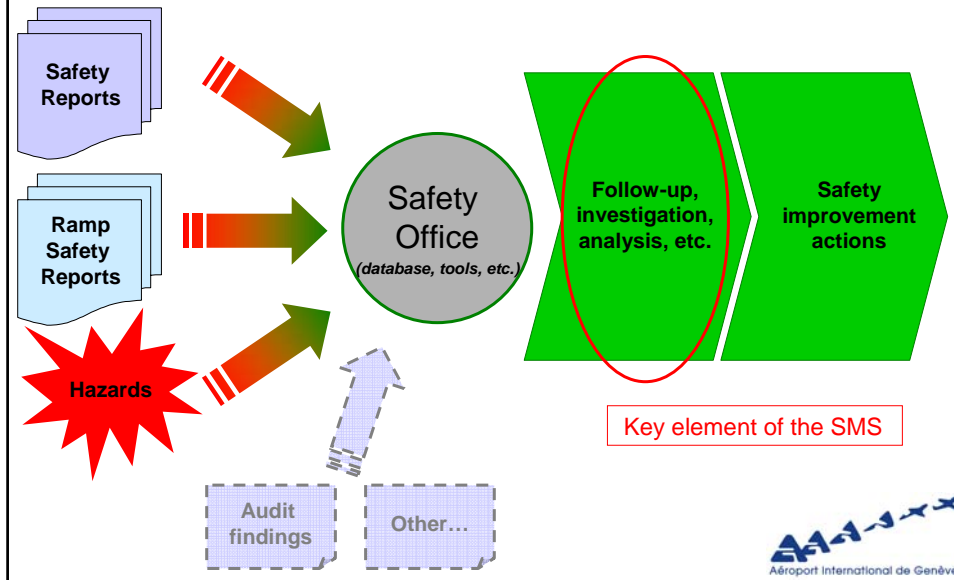 Safety
Reports
Ramp
Safety
Reports
Hazards
Safety
Office
(database, tools, etc.)
Follow-up,
investigation,
analysis, etc.
Safety
improvement
actions
Key element of the SMS
Audit
findings
Other…
Aéroport International de Genève